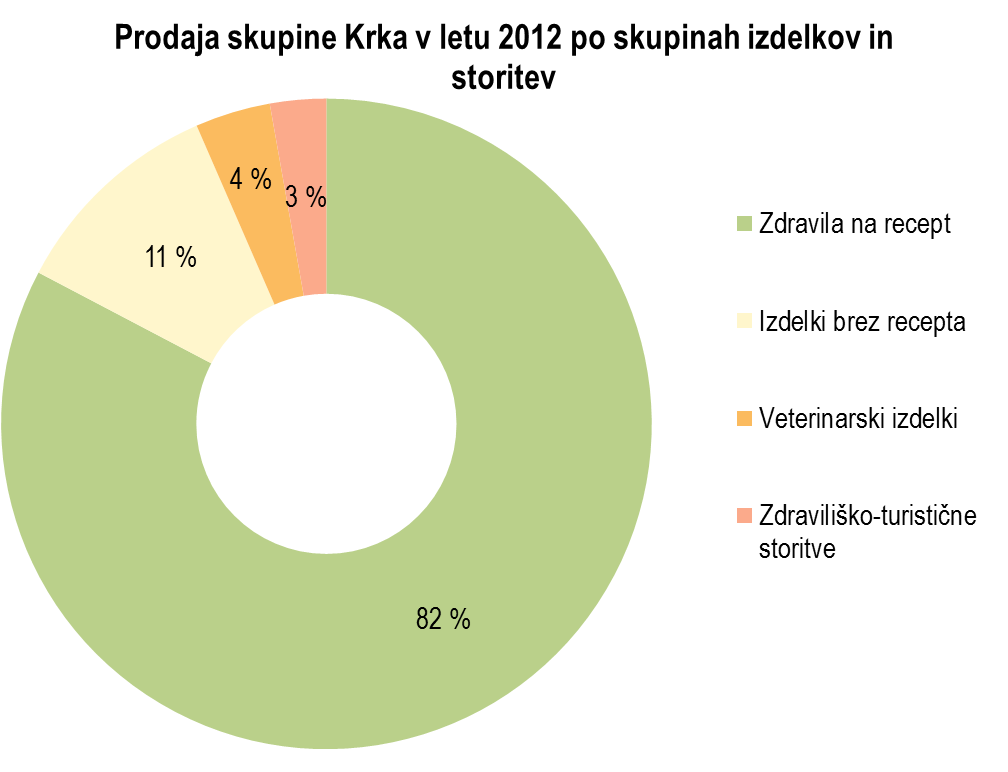 Prodaja skupine Krka v letu 2012 po skupinah izdelkov in
storitev
4 %
3 %
11 %
82 %
Zdravila na recept
Izdelki brez recepta
Veterinarski izdelki
Zdraviliško-turistične
storitve